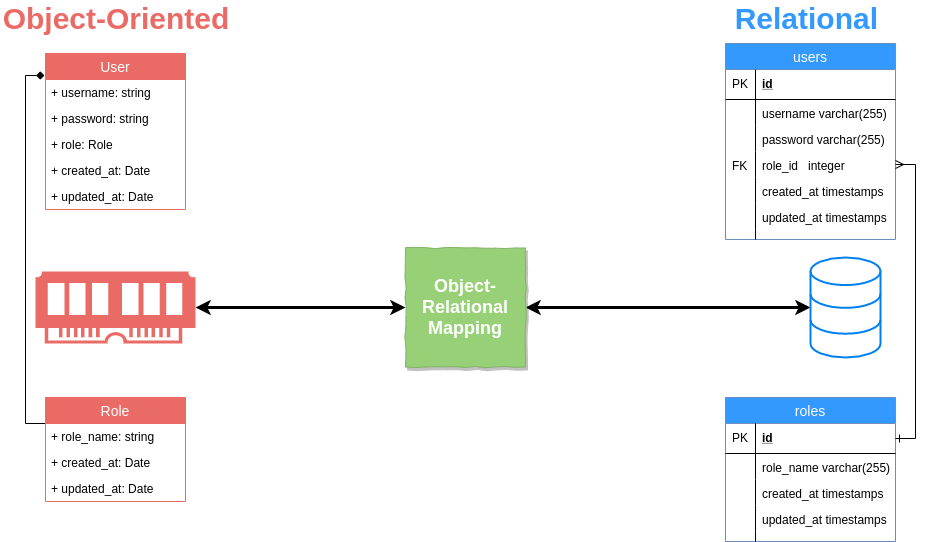 Object-Oriented
User
+ username: string
+ password: string
+ role: Role
+ created_at: Date
+ updated_at: Date
Role
+ role_name: string
+ created_at: Date
+ updated_at: Date
Object-
Relational
Mapping
Relational
users
PK id
username varchar(255)
password varchar(255)
FK role_id integer
created_at timestamps
updated_at timestamps
roles
PK id
role_name varchar(255)
created_at timestamps
updated_at timestamps